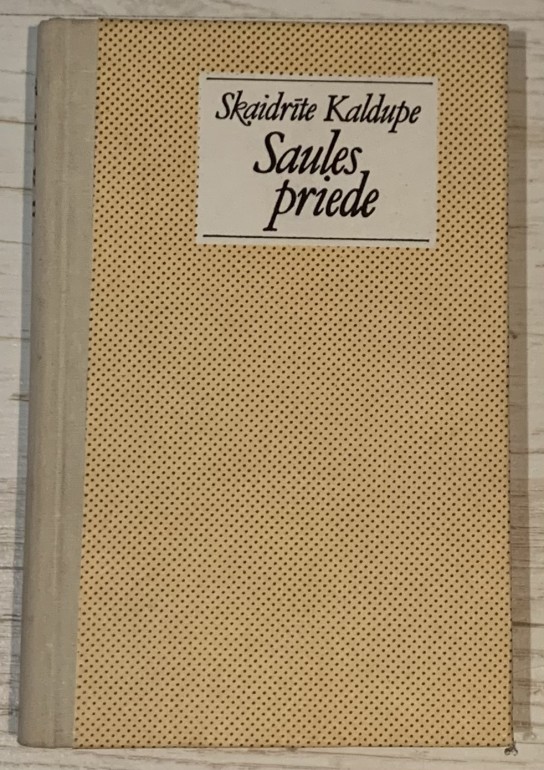 Skaidrīte Kaldupe
Saules
priede